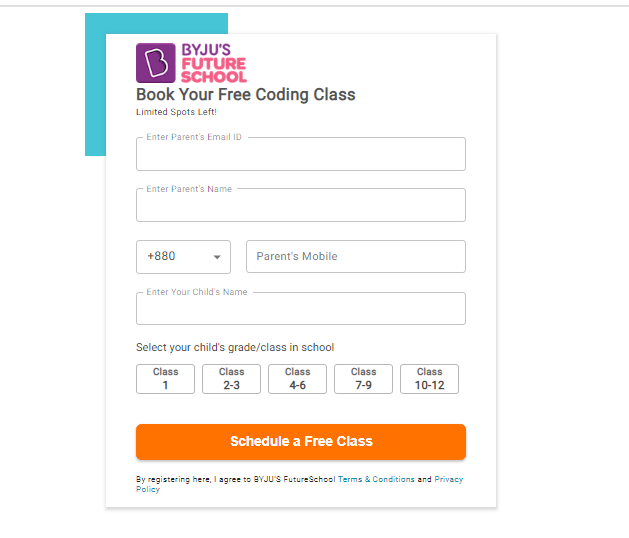 BYJU'S
FUTURE
SCHOOL
Book Your Free Coding Class
Limited Spots Left!
Enter Parent's Email ID
Enter Parent's Name
+880
Parent's Mobile
Enter Your Child's Name
Select your child's grade/class in school
Class 1
Class 2-3
Class 4-6
Class 7-9
Class 10-12
Schedule a Free Class
By registering here, I agree to BYJU'S FutureSchool Terms & Conditions and Privacy
Policy